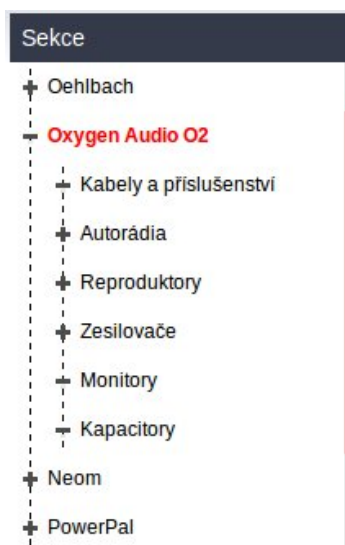 Sekce
Oehlbach
Oxygen Audio O2
Kabely a příslušenství
Autorádia
Reproduktory
Zesilovače
Monitory
Kapacitory
Neom
PowerPal